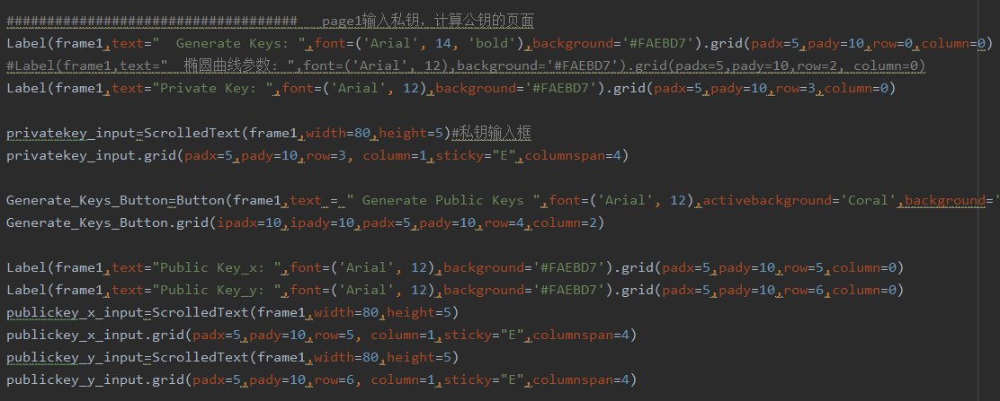 #################################### page1输入私钥，计算公钥的页面
Label(frame1,text="  Generate Keys: ",font=('Arial', 14, 'bold'),background='#FAEBD7').grid(padx=5,pady=10,row=0,column=0)
#Label(frame1,text="  椭圆曲线参数: ",font=('Arial', 12),background='#FAEBD7').grid(padx=5,pady=10,row=2, column=0)
Label(frame1,text="Private Key: ",font=('Arial', 12),background='#FAEBD7').grid(padx=5,pady=10,row=3,column=0)
privatekey_input=ScrolledText(frame1,width=80,height=5)#私钥输入框
privatekey_input.grid(padx=5,pady=10,row=3, column=1,sticky="E",columnspan=4)
Generate_Keys_Button=Button(frame1,text = " Generate Public Keys ",font=('Arial', 12),activebackground='Coral',background='
Generate_Keys_Button.grid(ipadx=10,ipady=10,padx=5,pady=10,row=4,column=2)
Label(frame1,text="Public Key_x: ",font=('Arial', 12),background='#FAEBD7').grid(padx=5,pady=10,row=5,column=0)
Label(frame1,text="Public Key_y: ",font=('Arial', 12),background='#FAEBD7').grid(padx=5,pady=10,row=6,column=0)
publickey_x_input=ScrolledText(frame1,width=80,height=5)
publickey_x_input.grid(padx=5,pady=10,row=5, column=1,sticky="E",columnspan=4)
publickey_y_input=ScrolledText(frame1,width=80,height=5)
publickey_y_input.grid(padx=5,pady=10,row=6, column=1,sticky="E",columnspan=4)